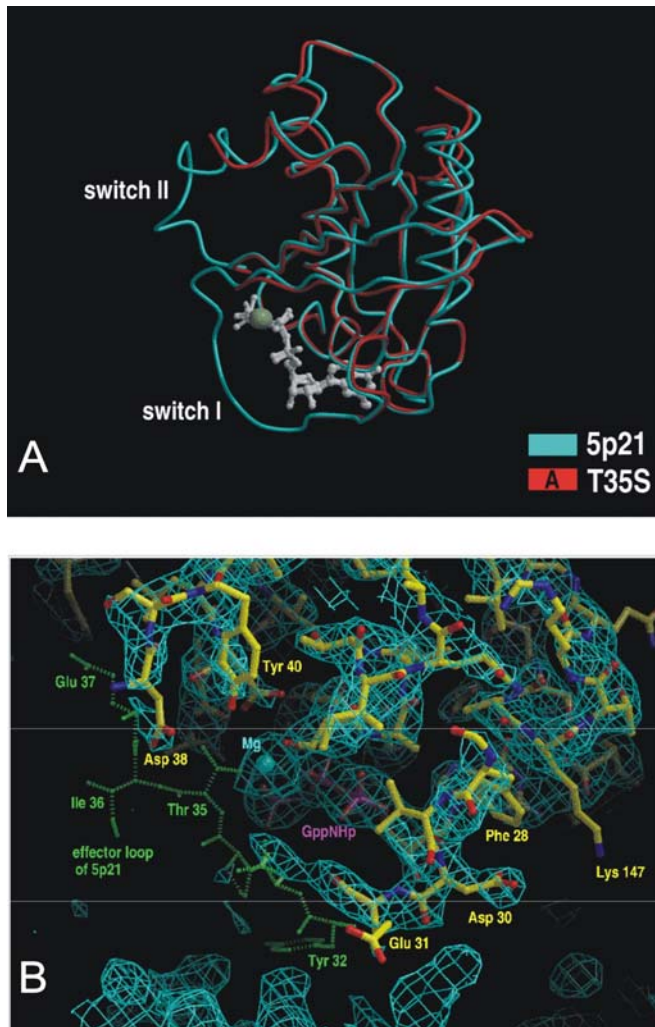 switch II
switch I
5p21
A T35S
A
Glu 37
Tyr 40
Mg
Asp 38
Ile 36
Thr 35
GppNHp
Phe 28
effector loop
of 5p21
Lys 147
Asp 30
Glu 31
Tyr 32
B